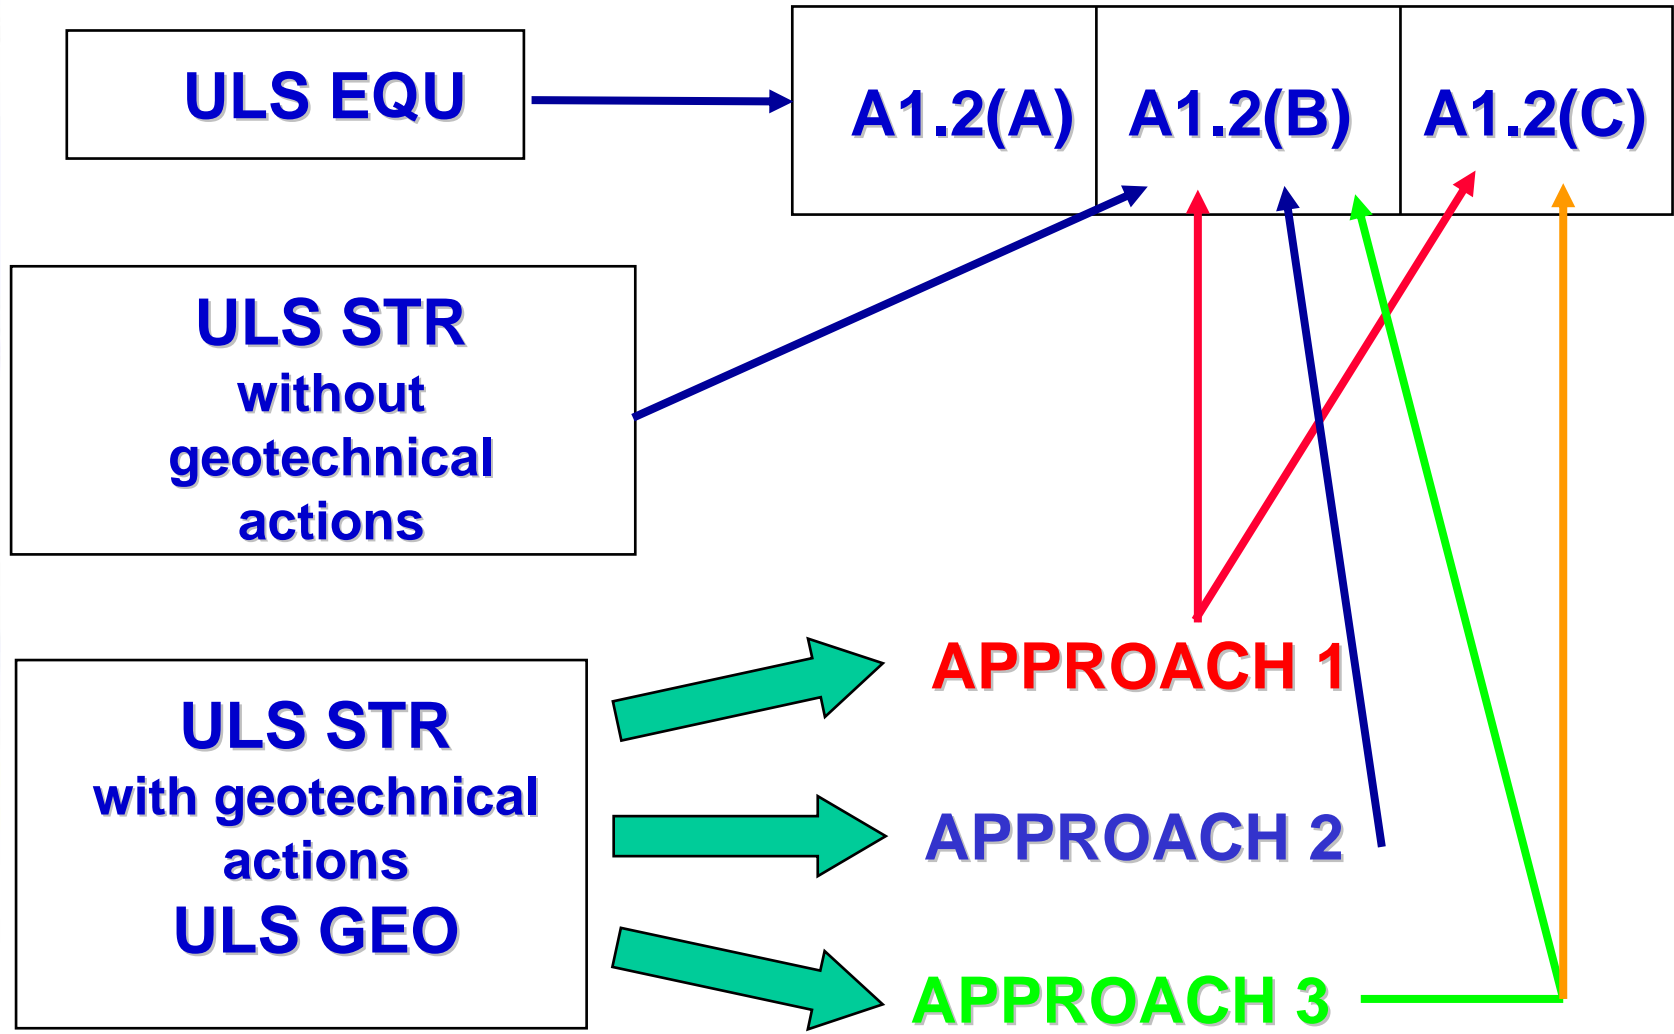 ULS EQU
A1.2(A)
A1.2(B)
A1.2(C)
ULS STR
without
geotechnical
actions
ULS STR
with geotechnical
actions
ULS GEO
APPROACH 1
APPROACH 2
APPROACH 3